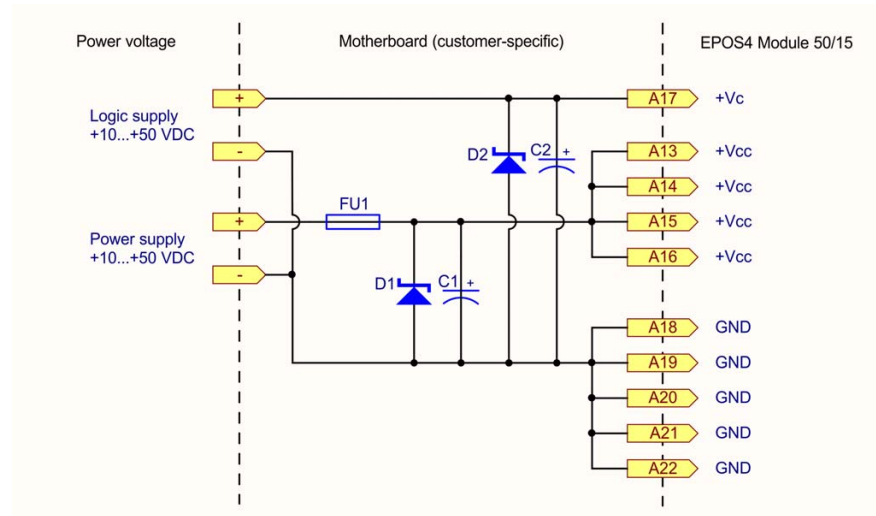 Power voltage
Motherboard (customer-specific)
EPOS4 Module 50/15
+
A17
+Vc
Logic supply
+10...+50 VDC
-
D2
C2
+
A13
+Vcc
A14
+Vcc
FU1
+
A15
+Vcc
Power supply
+10...+50 VDC
A16
+Vcc
-
D1
C1
+
A18
GND
A19
GND
A20
GND
A21
GND
A22
GND